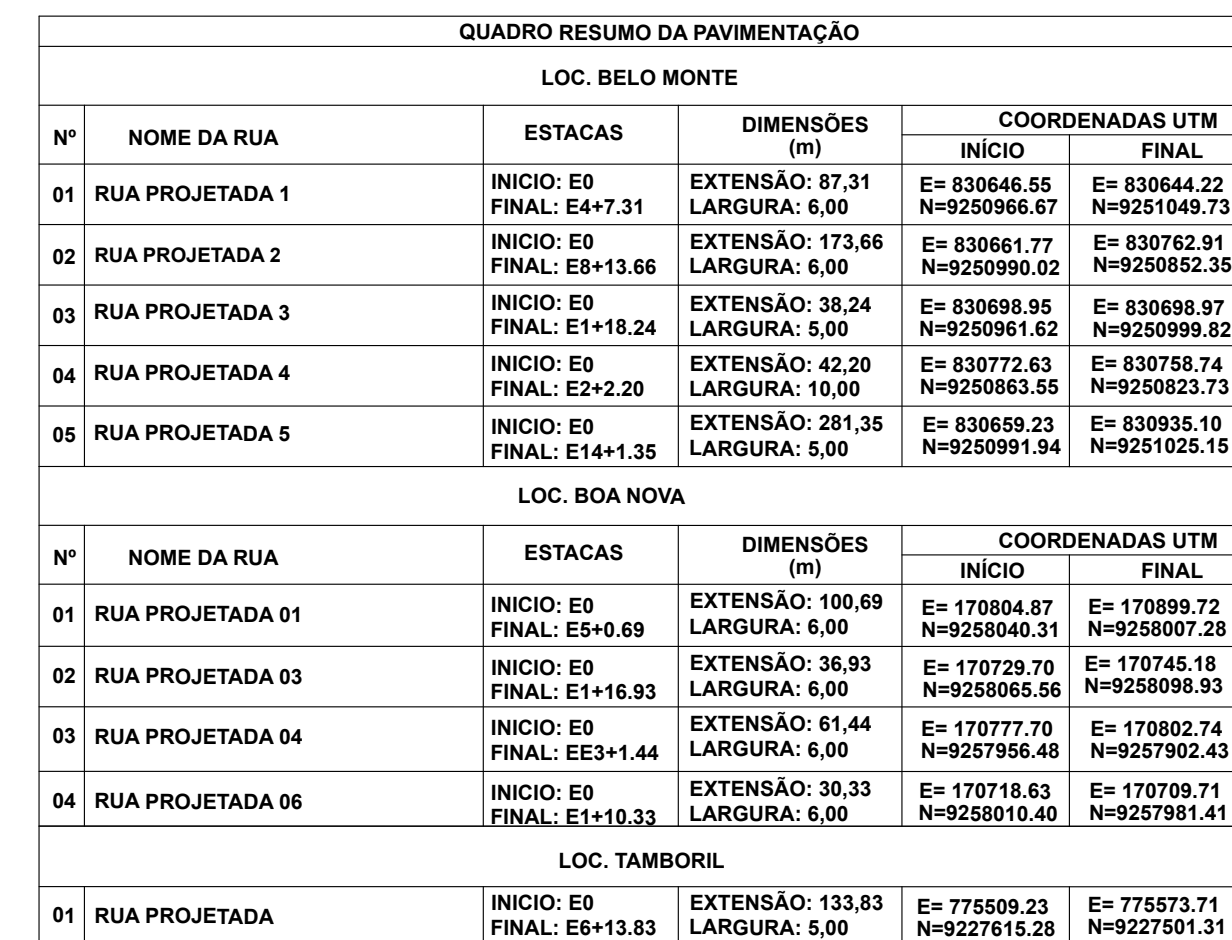 QUADRO RESUMO DA PAVIMENTAÇÃO
LOC. BELO MONTE
Nº NOME DA RUA ESTACAS DIMENSÕES (m) COORDENADAS UTM
INÍCIO FINAL
01 RUA PROJETADA 1 INICIO: E0 EXTENSÃO: 87,31 E= 830646.55 E= 830644.22
FINAL: E4+7.31 LARGURA: 6,00 N=9250966.67 N=9251049.73
02 RUA PROJETADA 2 INICIO: E0 EXTENSÃO: 173,66 E= 830661.77 E= 830762.91
FINAL: E8+13.66 LARGURA: 6,00 N=9250990.02 N=9250852.35
03 RUA PROJETADA 3 INICIO: E0 EXTENSÃO: 38,24 E= 830698.95 E= 830698.97
FINAL: E1+18.24 LARGURA: 5,00 N=9250961.62 N=9250999.82
04 RUA PROJETADA 4 INICIO: E0 EXTENSÃO: 42,20 E= 830772.63 E= 830758.74
FINAL: E2+2.20 LARGURA: 10,00 N=9250863.55 N=9250823.73
05 RUA PROJETADA 5 INICIO: E0 EXTENSÃO: 281,35 E= 830659.23 E= 830935.10
FINAL: E14+1.35 LARGURA: 5,00 N=9250991.94 N=9251025.15
LOC. BOA NOVA
Nº NOME DA RUA ESTACAS DIMENSÕES (m) COORDENADAS UTM
INÍCIO FINAL
01 RUA PROJETADA 01 INICIO: E0 EXTENSÃO: 100,69 E= 170804.87 E= 170899.72
FINAL: E5+0.69 LARGURA: 6,00 N=9258040.31 N=9258007.28
02 RUA PROJETADA 03 INICIO: E0 EXTENSÃO: 36,93 E= 170729.70 E= 170745.18
FINAL: E1+16.93 LARGURA: 6,00 N=9258065.56 N=9258098.93
03 RUA PROJETADA 04 INICIO: E0 EXTENSÃO: 61,44 E= 170777.70 E= 170802.74
FINAL: EE3+1.44 LARGURA: 6,00 N=9257956.48 N=9257902.43
04 RUA PROJETADA 06 INICIO: E0 EXTENSÃO: 30,33 E= 170718.63 E= 170709.71
FINAL: E1+10.33 LARGURA: 6,00 N=9258010.40 N=9257981.41
LOC. TAMBORIL
01 RUA PROJETADA INICIO: E0 EXTENSÃO: 133,83 E= 775509.23 E= 775573.71
FINAL: E6+13.83 LARGURA: 5,00 N=9227615.28 N=9227501.31